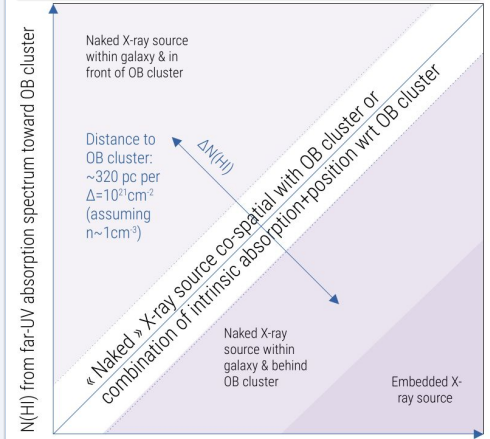 N(HI) from far-UV absorption spectrum toward OB cluster
Naked X-ray source
within galaxy & in
front of OB cluster
Distance to
OB cluster:
~320 pc per
Δ=10²¹cm⁻²
(assuming
n~1cm⁻³)
ΔN(HI)
« Naked » X-ray source co-spatial with OB cluster or
combination of intrinsic absorption+position wrt OB cluster
Naked X-ray
source within
galaxy & behind
OB cluster
Embedded X-
ray source